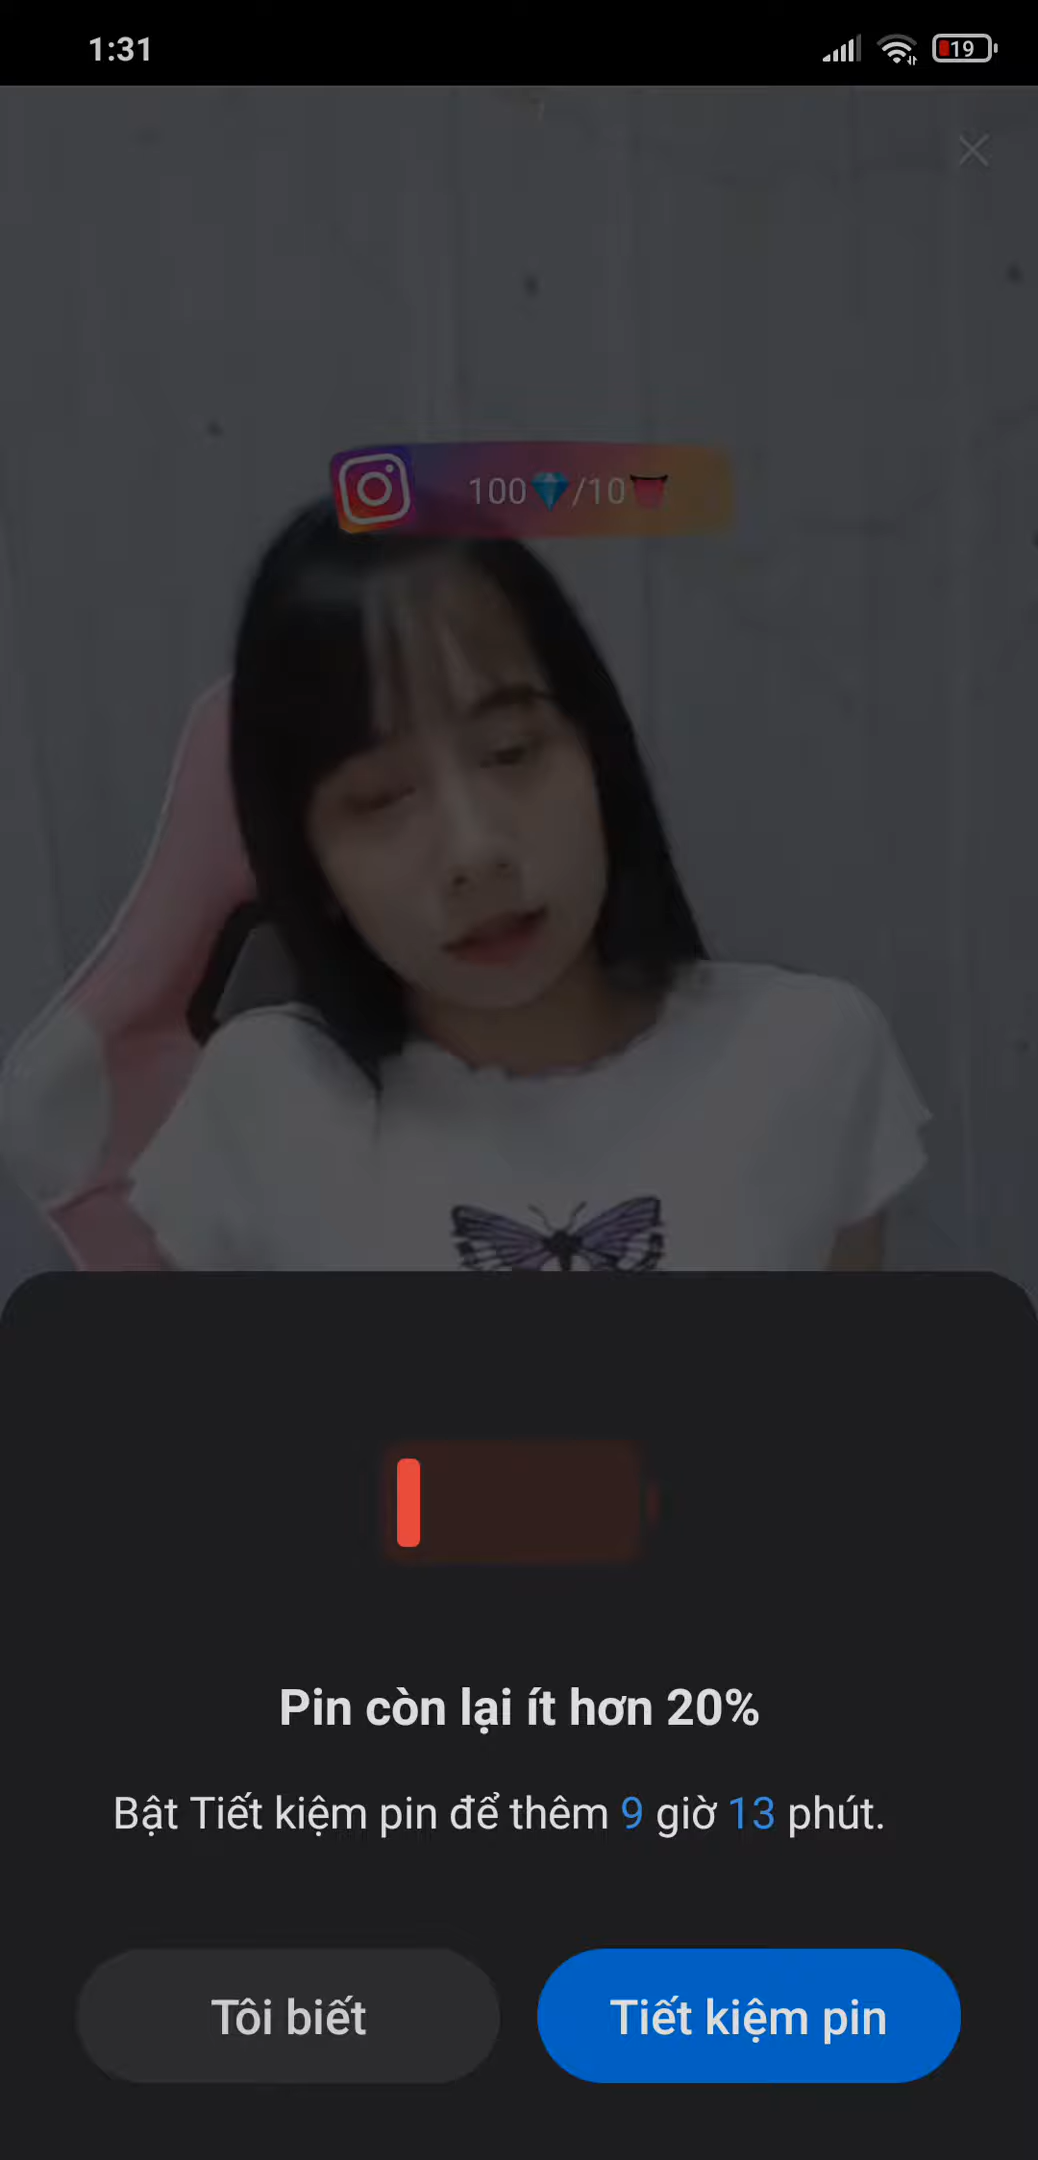 1:31
19
100💎/10👅
Pin còn lại ít hơn 20%
Bật Tiết kiệm pin để thêm 9 giờ 13 phút.
Tôi biết
Tiết kiệm pin